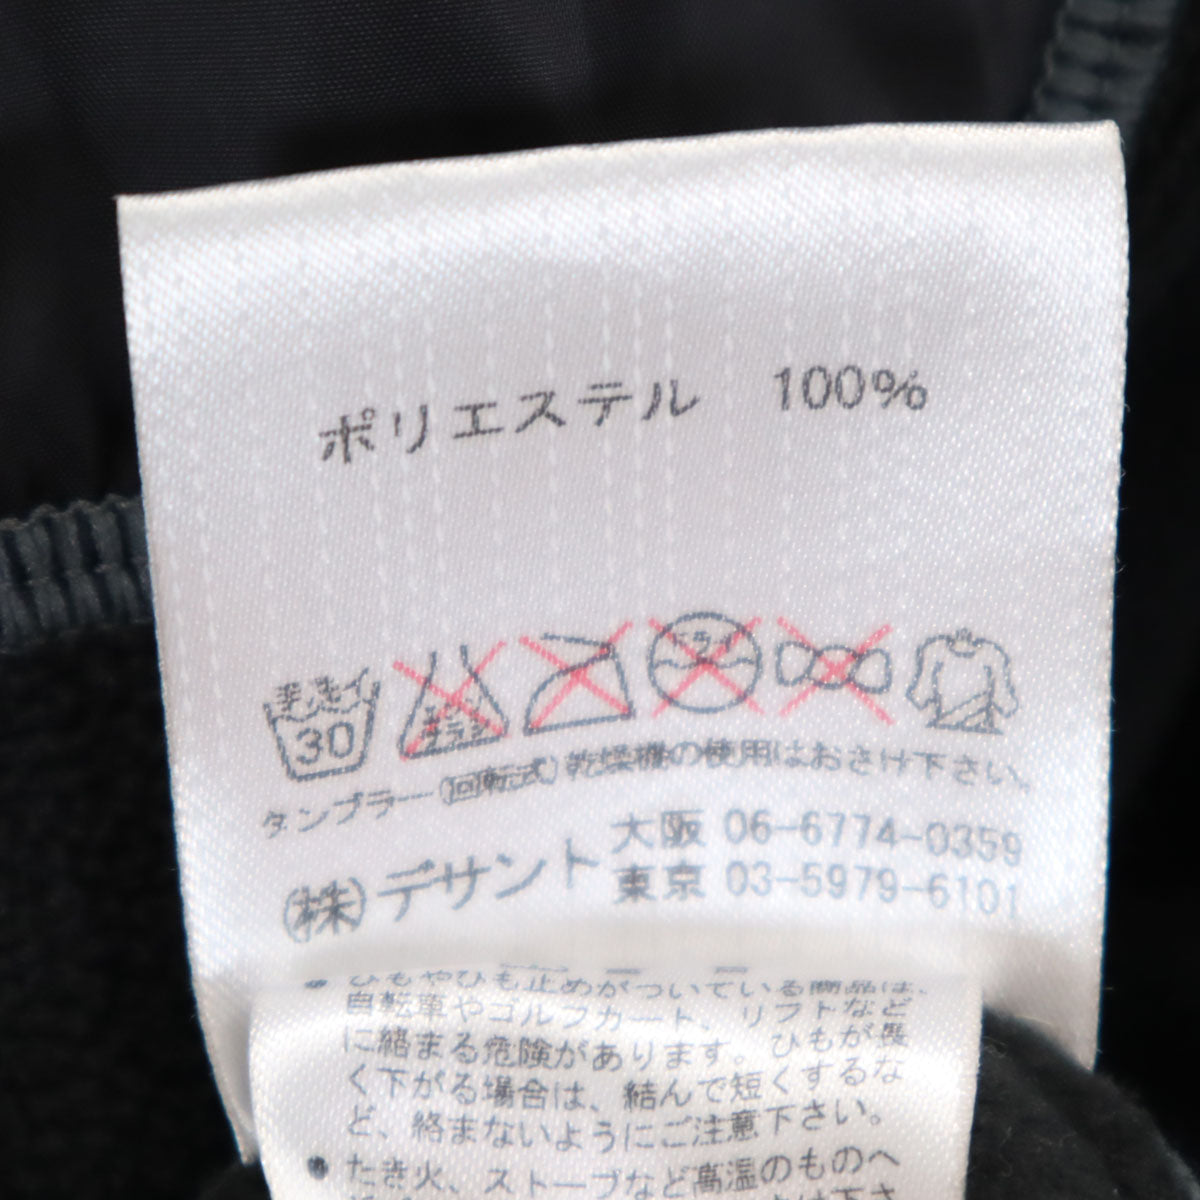 ポリエステル 100%
手洗イ
30
エンソ
サラシ
ドライ
タンブラー(回転式)乾燥機の使用はおさけ下さい。
(株)デサント
大阪 06-6774-0359
東京 03-5979-6101
• ひもやひも止めがついている商品は、
自転車やゴルフカート、リフトなど
に絡まる危険があります。ひもが長
く下がる場合は、結んで短くするな
ど、絡まないようにご注意下さい。
• たき火、ストーブなど高温のものへ